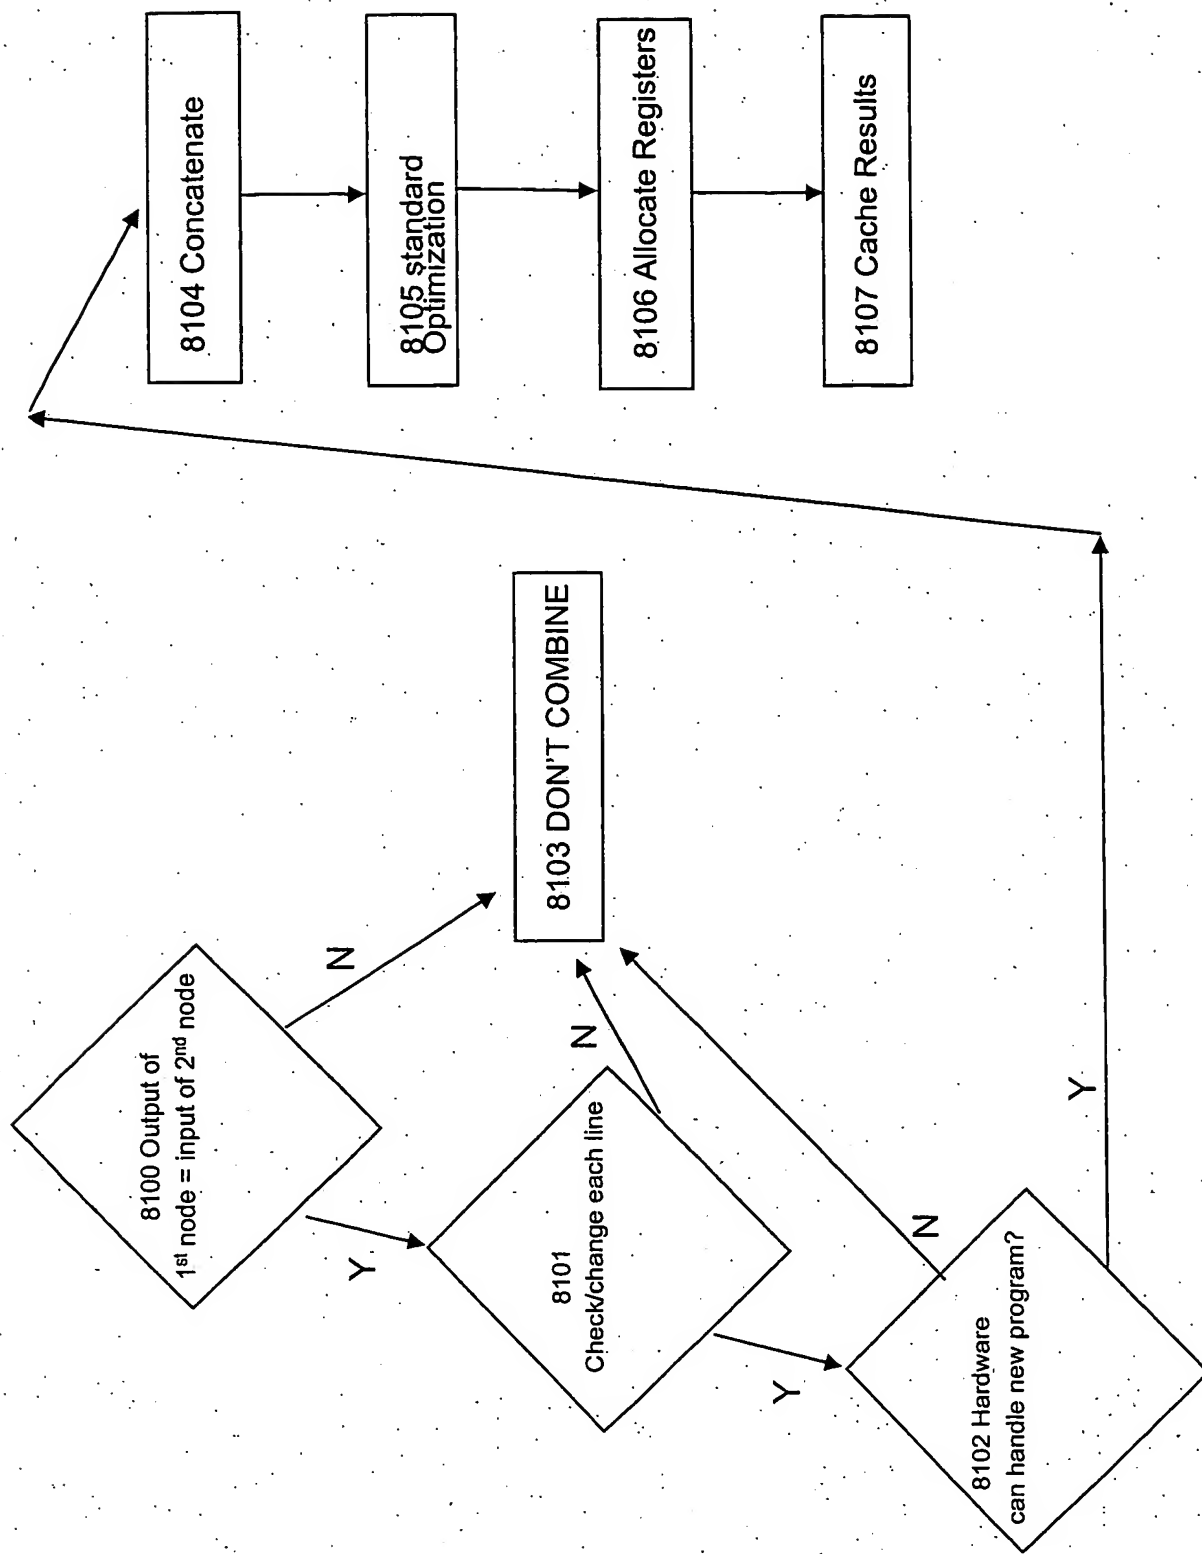 8100 Output of
1st node = input of 2nd node
N
Y
8101
Check/change each line
N
Y
8102 Hardware
can handle new program?
N
Y
8103 DON'T COMBINE
8104 Concatenate
8105 standard
Optimization
8106 Allocate Registers
8107 Cache Results